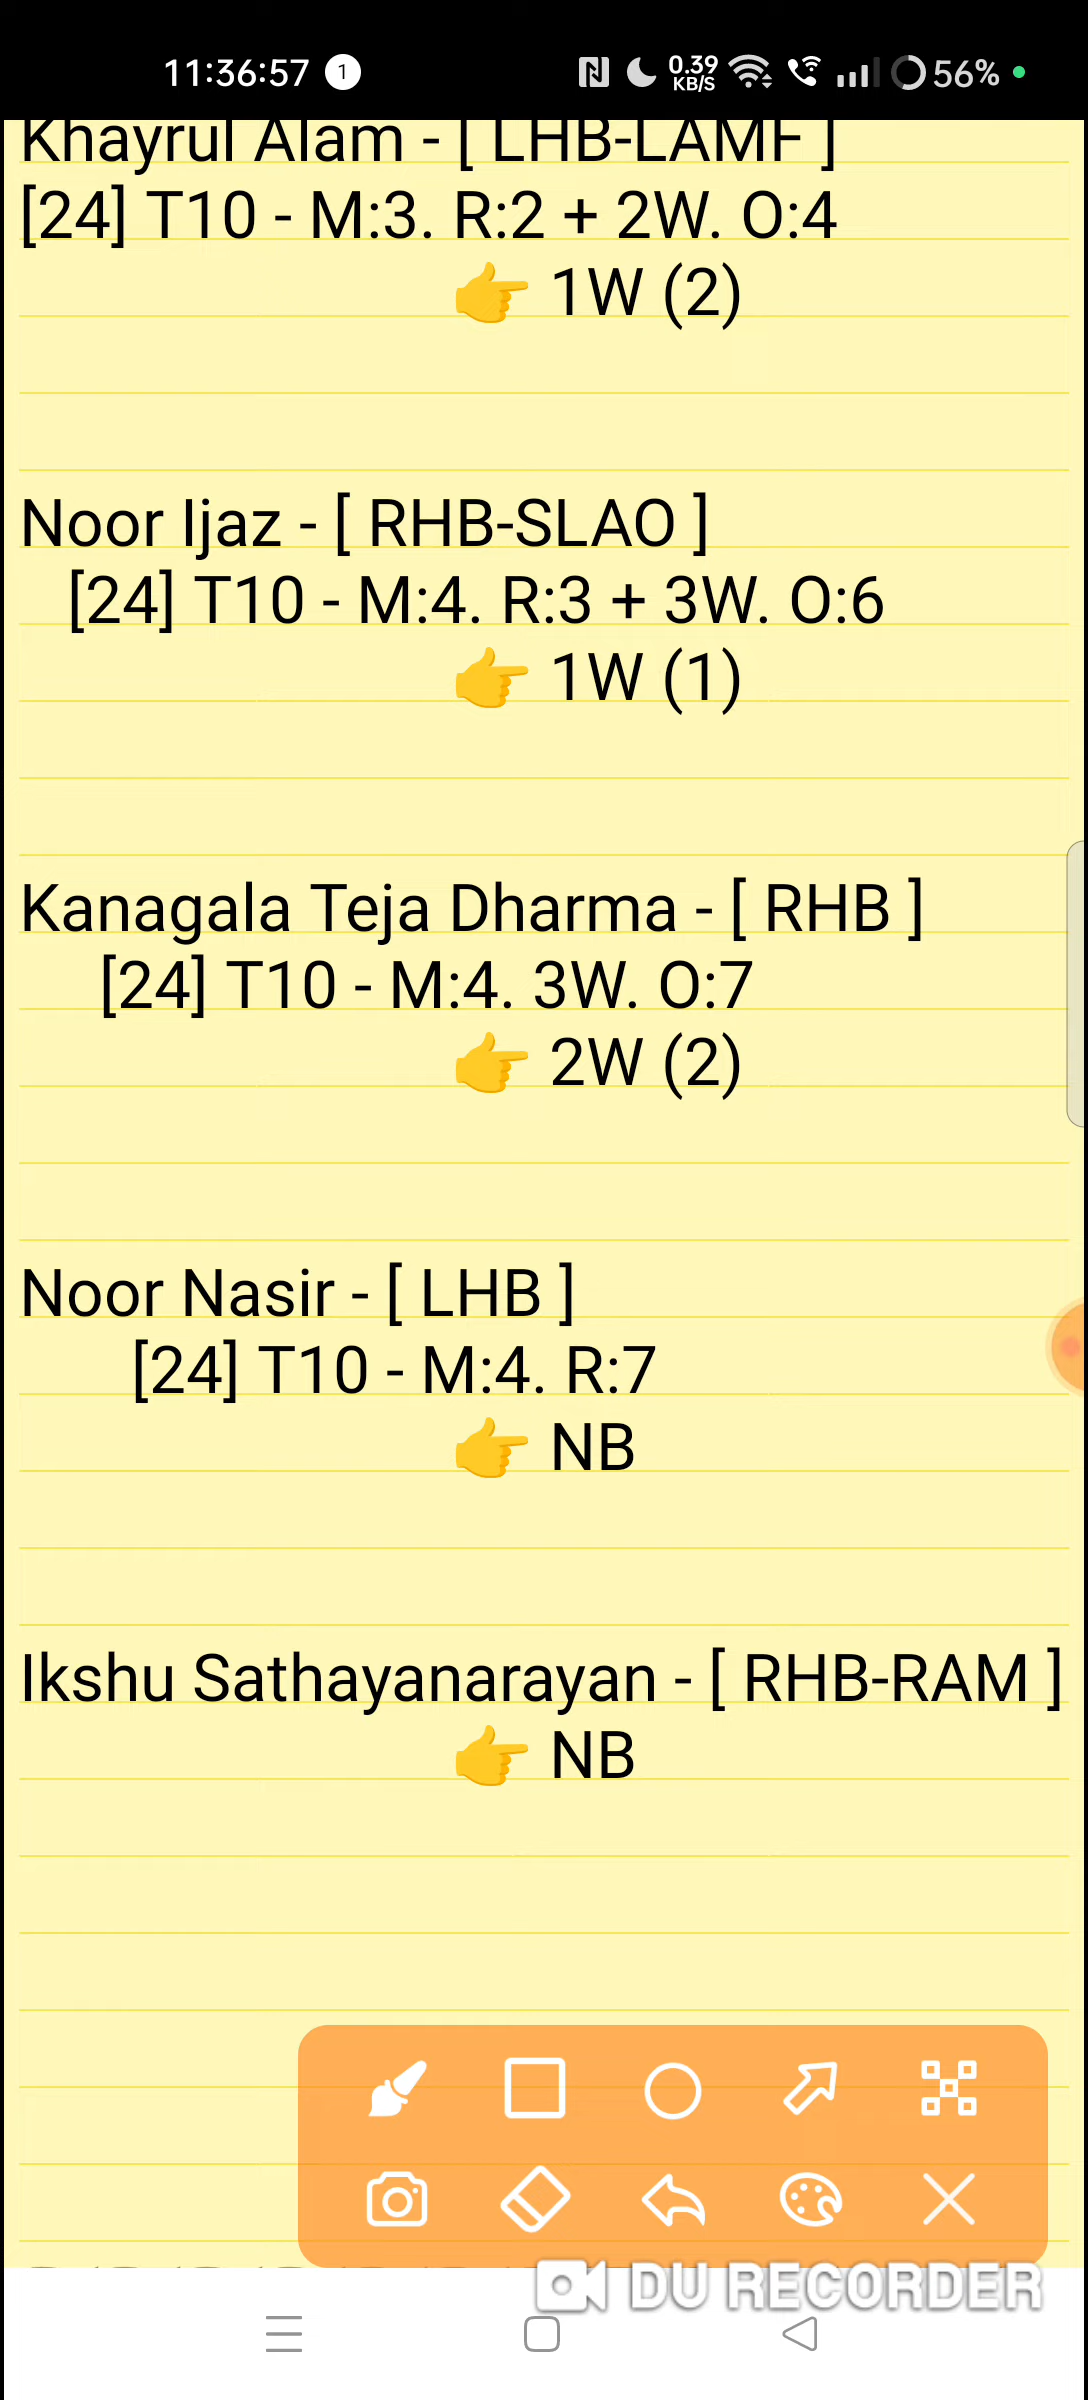 11:36:57 1 0.39 KB/S 56%
Khayrul Alam - [ LHB-LAMF ]
[24] T10 - M:3. R:2 + 2W. O:4
👉 1W (2)
Noor Ijaz - [ RHB-SLAO ]
[24] T10 - M:4. R:3 + 3W. O:6
👉 1W (1)
Kanagala Teja Dharma - [ RHB ]
[24] T10 - M:4. 3W. O:7
👉 2W (2)
Noor Nasir - [ LHB ]
[24] T10 - M:4. R:7
👉 NB
Ikshu Sathayanarayan - [ RHB-RAM ]
👉 NB
DU RECORDER